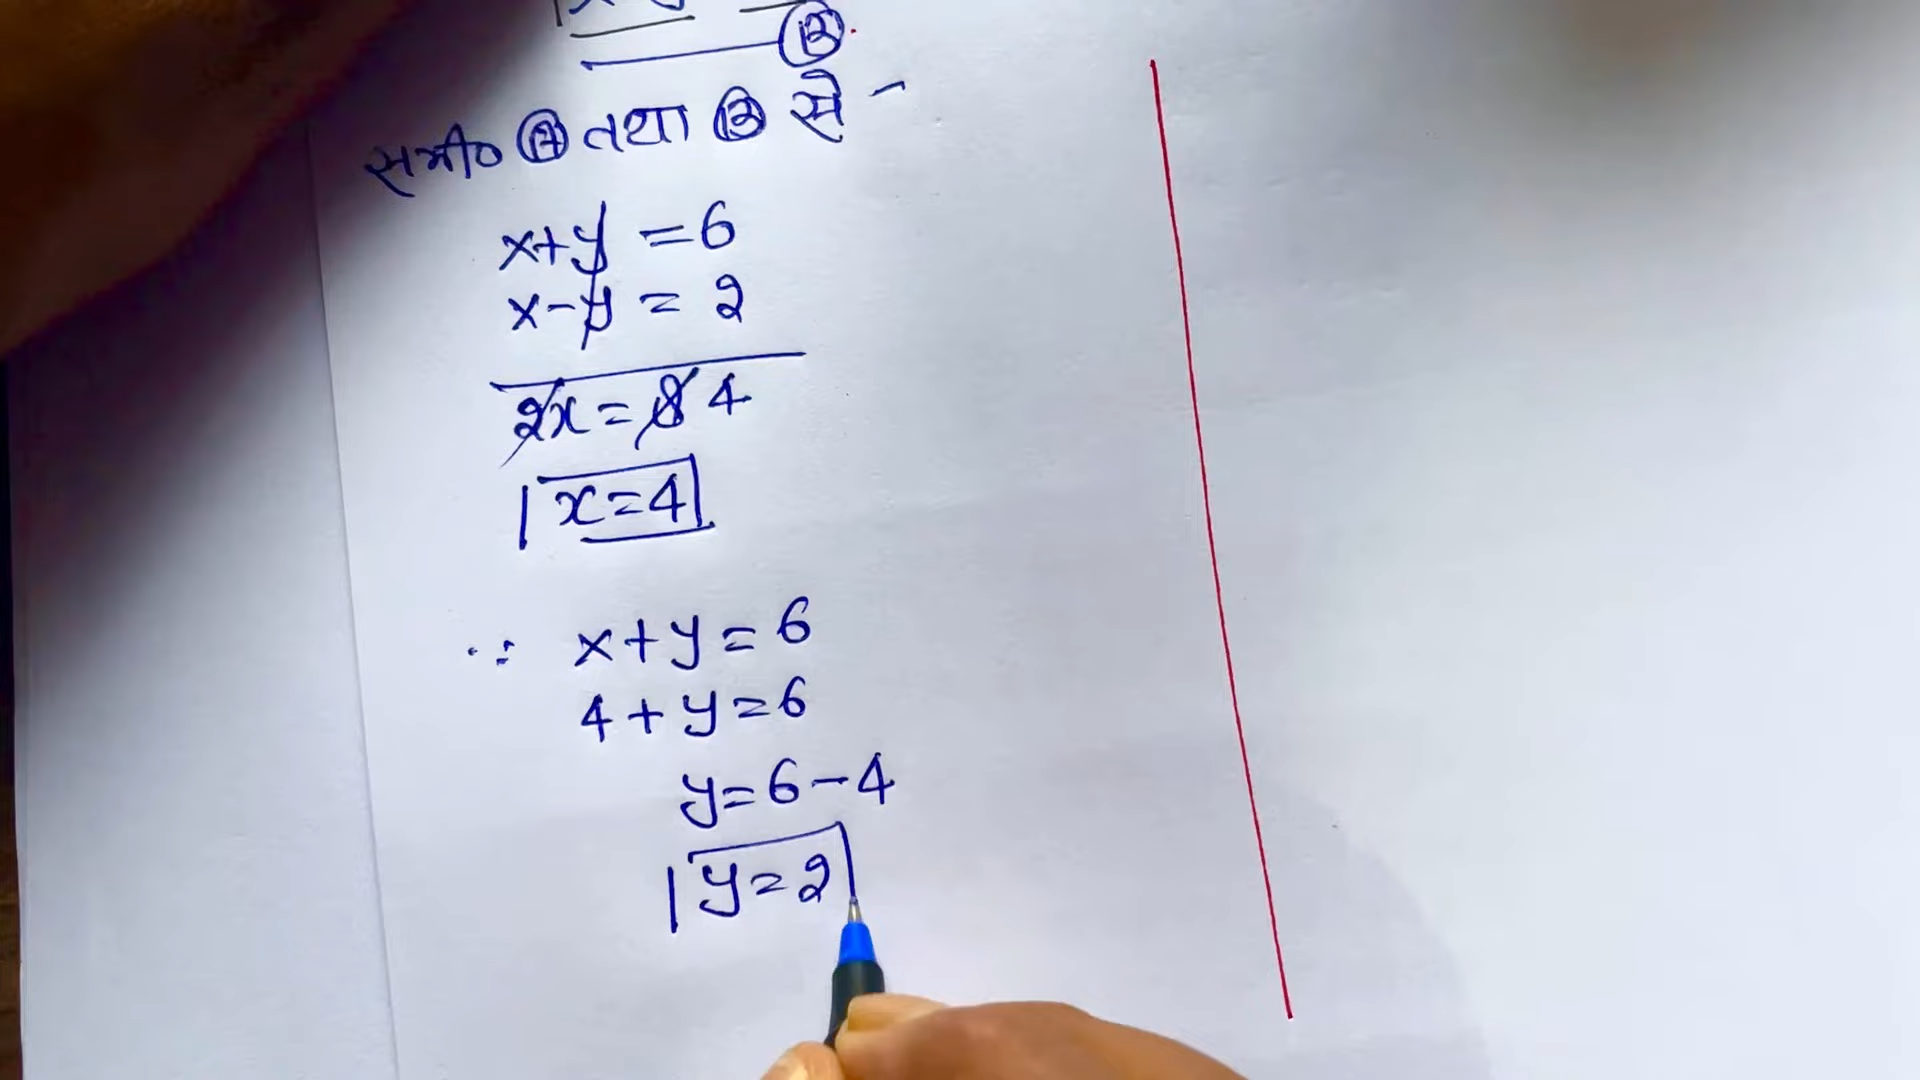 (B)
समी० (A) तथा (B) से -
x+y = 6
x-y = 2
2x = 8 4
x=4
∵ x+y=6
4+y=6
y=6-4
y=2